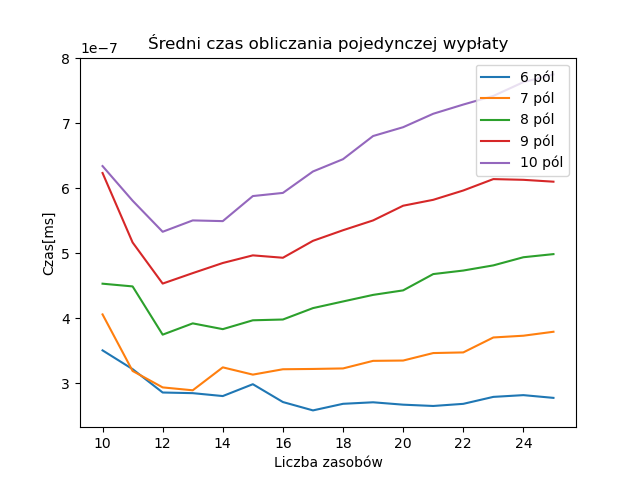 Średni czas obliczania pojedynczej wypłaty
1e−7
8
7
6
5
4
3
Czas[ms]
6 pól
7 pól
8 pól
9 pól
10 pól
10 12 14 16 18 20 22 24
Liczba zasobów